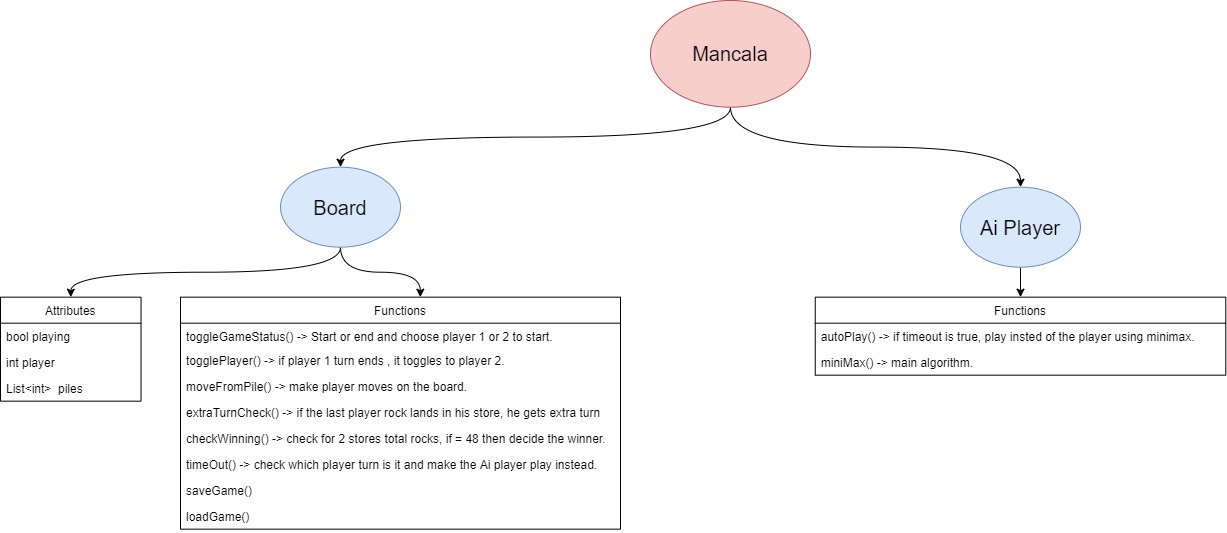 Mancala
Board
Ai Player
Attributes
bool playing
int player
List<int> piles
Functions
toggleGameStatus() -> Start or end and choose player 1 or 2 to start.
togglePlayer() -> if player 1 turn ends , it toggles to player 2.
moveFromPile() -> make player moves on the board.
extraTurnCheck() -> if the last player rock lands in his store, he gets extra turn
checkWinning() -> check for 2 stores total rocks, if = 48 then decide the winner.
timeOut() -> check which player turn is it and make the Ai player play instead.
saveGame()
loadGame()
Functions
autoPlay() -> if timeout is true, play insted of the player using minimax.
miniMax() -> main algorithm.